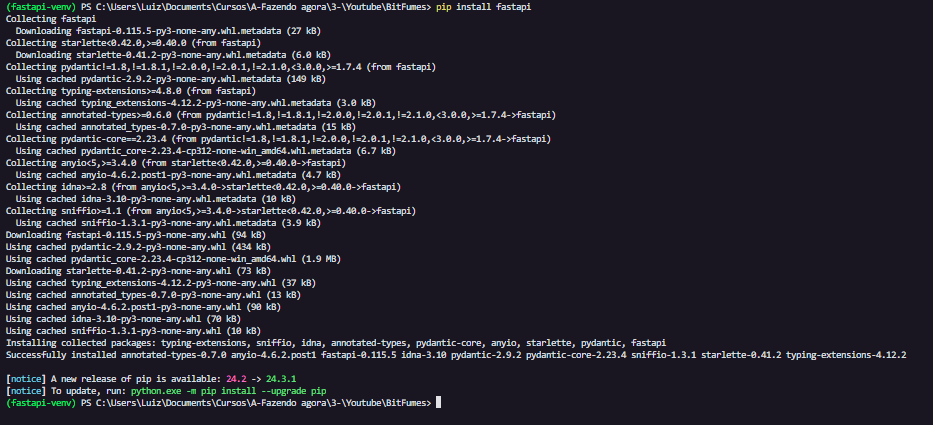 (fastapi-venv) PS C:\Users\Luiz\Documents\Cursos\A-Fazendo agora\3-\Youtube\BitFumes> pip install fastapi
Collecting fastapi
  Downloading fastapi-0.115.5-py3-none-any.whl.metadata (27 kB)
Collecting starlette<0.42.0,>=0.40.0 (from fastapi)
  Downloading starlette-0.41.2-py3-none-any.whl.metadata (6.0 kB)
Collecting pydantic!=1.8,!=1.8.1,!=2.0.0,!=2.0.1,!=2.1.0,<3.0.0,>=1.7.4 (from fastapi)
  Using cached pydantic-2.9.2-py3-none-any.whl.metadata (149 kB)
Collecting typing-extensions>=4.8.0 (from fastapi)
  Using cached typing_extensions-4.12.2-py3-none-any.whl.metadata (3.0 kB)
Collecting annotated-types>=0.6.0 (from pydantic!=1.8,!=1.8.1,!=2.0.0,!=2.0.1,!=2.1.0,<3.0.0,>=1.7.4->fastapi)
  Using cached annotated_types-0.7.0-py3-none-any.whl.metadata (15 kB)
Collecting pydantic-core==2.23.4 (from pydantic!=1.8,!=1.8.1,!=2.0.0,!=2.0.1,!=2.1.0,<3.0.0,>=1.7.4->fastapi)
  Using cached pydantic_core-2.23.4-cp312-none-win_amd64.whl.metadata (6.7 kB)
Collecting anyio<5,>=3.4.0 (from starlette<0.42.0,>=0.40.0->fastapi)
  Using cached anyio-4.6.2.post1-py3-none-any.whl.metadata (4.7 kB)
Collecting idna>=2.8 (from anyio<5,>=3.4.0->starlette<0.42.0,>=0.40.0->fastapi)
  Using cached idna-3.10-py3-none-any.whl.metadata (10 kB)
Collecting sniffio>=1.1 (from anyio<5,>=3.4.0->starlette<0.42.0,>=0.40.0->fastapi)
  Using cached sniffio-1.3.1-py3-none-any.whl.metadata (3.9 kB)
Downloading fastapi-0.115.5-py3-none-any.whl (94 kB)
Using cached pydantic-2.9.2-py3-none-any.whl (434 kB)
Using cached pydantic_core-2.23.4-cp312-none-win_amd64.whl (1.9 MB)
Downloading starlette-0.41.2-py3-none-any.whl (73 kB)
Using cached typing_extensions-4.12.2-py3-none-any.whl (37 kB)
Using cached annotated_types-0.7.0-py3-none-any.whl (13 kB)
Using cached anyio-4.6.2.post1-py3-none-any.whl (90 kB)
Using cached idna-3.10-py3-none-any.whl (70 kB)
Using cached sniffio-1.3.1-py3-none-any.whl (10 kB)
Installing collected packages: typing-extensions, sniffio, idna, annotated-types, pydantic-core, anyio, starlette, pydantic, fastapi
Successfully installed annotated-types-0.7.0 anyio-4.6.2.post1 fastapi-0.115.5 idna-3.10 pydantic-2.9.2 pydantic-core-2.23.4 sniffio-1.3.1 starlette-0.41.2 typing-extensions-4.12.2

[notice] A new release of pip is available: 24.2 -> 24.3.1
[notice] To update, run: python.exe -m pip install --upgrade pip
(fastapi-venv) PS C:\Users\Luiz\Documents\Cursos\A-Fazendo agora\3-\Youtube\BitFumes>